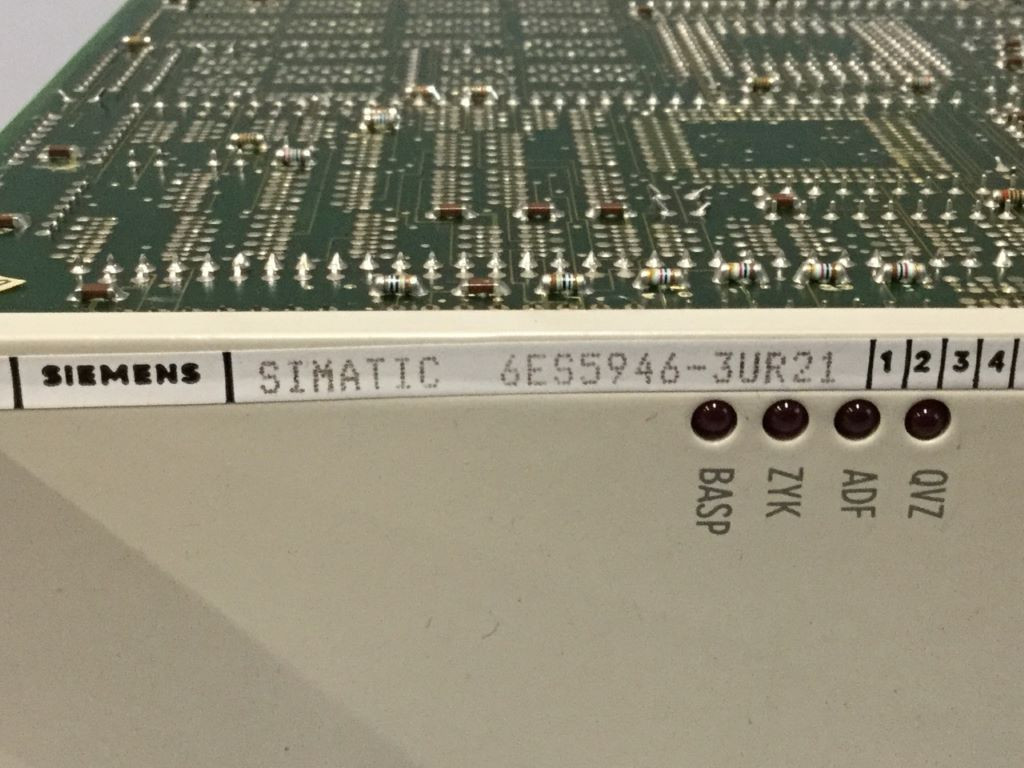 SIEMENS SIMATIC 6ES5946-3UR21 1 2 3 4
BASP ZYK ADF QVZ